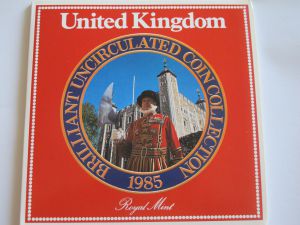 United Kingdom
BRILLIANT UNCIRCULATED COIN COLLECTION
1985
Royal Mint